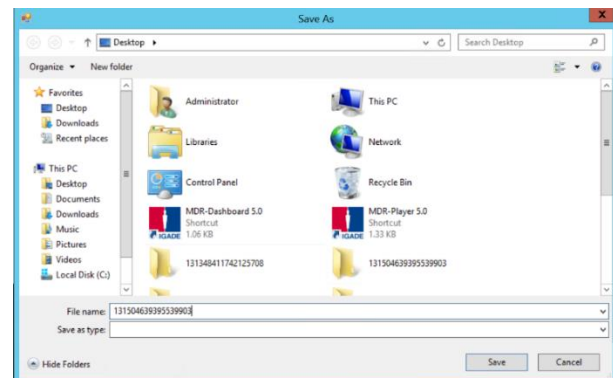 Save As
x
Desktop
Search Desktop
Organize New folder
Favorites
Desktop
Downloads
Recent places
This PC
Desktop
Documents
Downloads
Music
Pictures
Videos
Local Disk (C:)
Administrator
This PC
Libraries
Network
Control Panel
Recycle Bin
MDR-Dashboard 5.0
Shortcut
1.06 KB
IGADE
MDR-Player 5.0
Shortcut
1.33 KB
IGADE
131348411742125708
131504639395539903
File name: 131504639395539903
Save as type:
Hide Folders
Save
Cancel